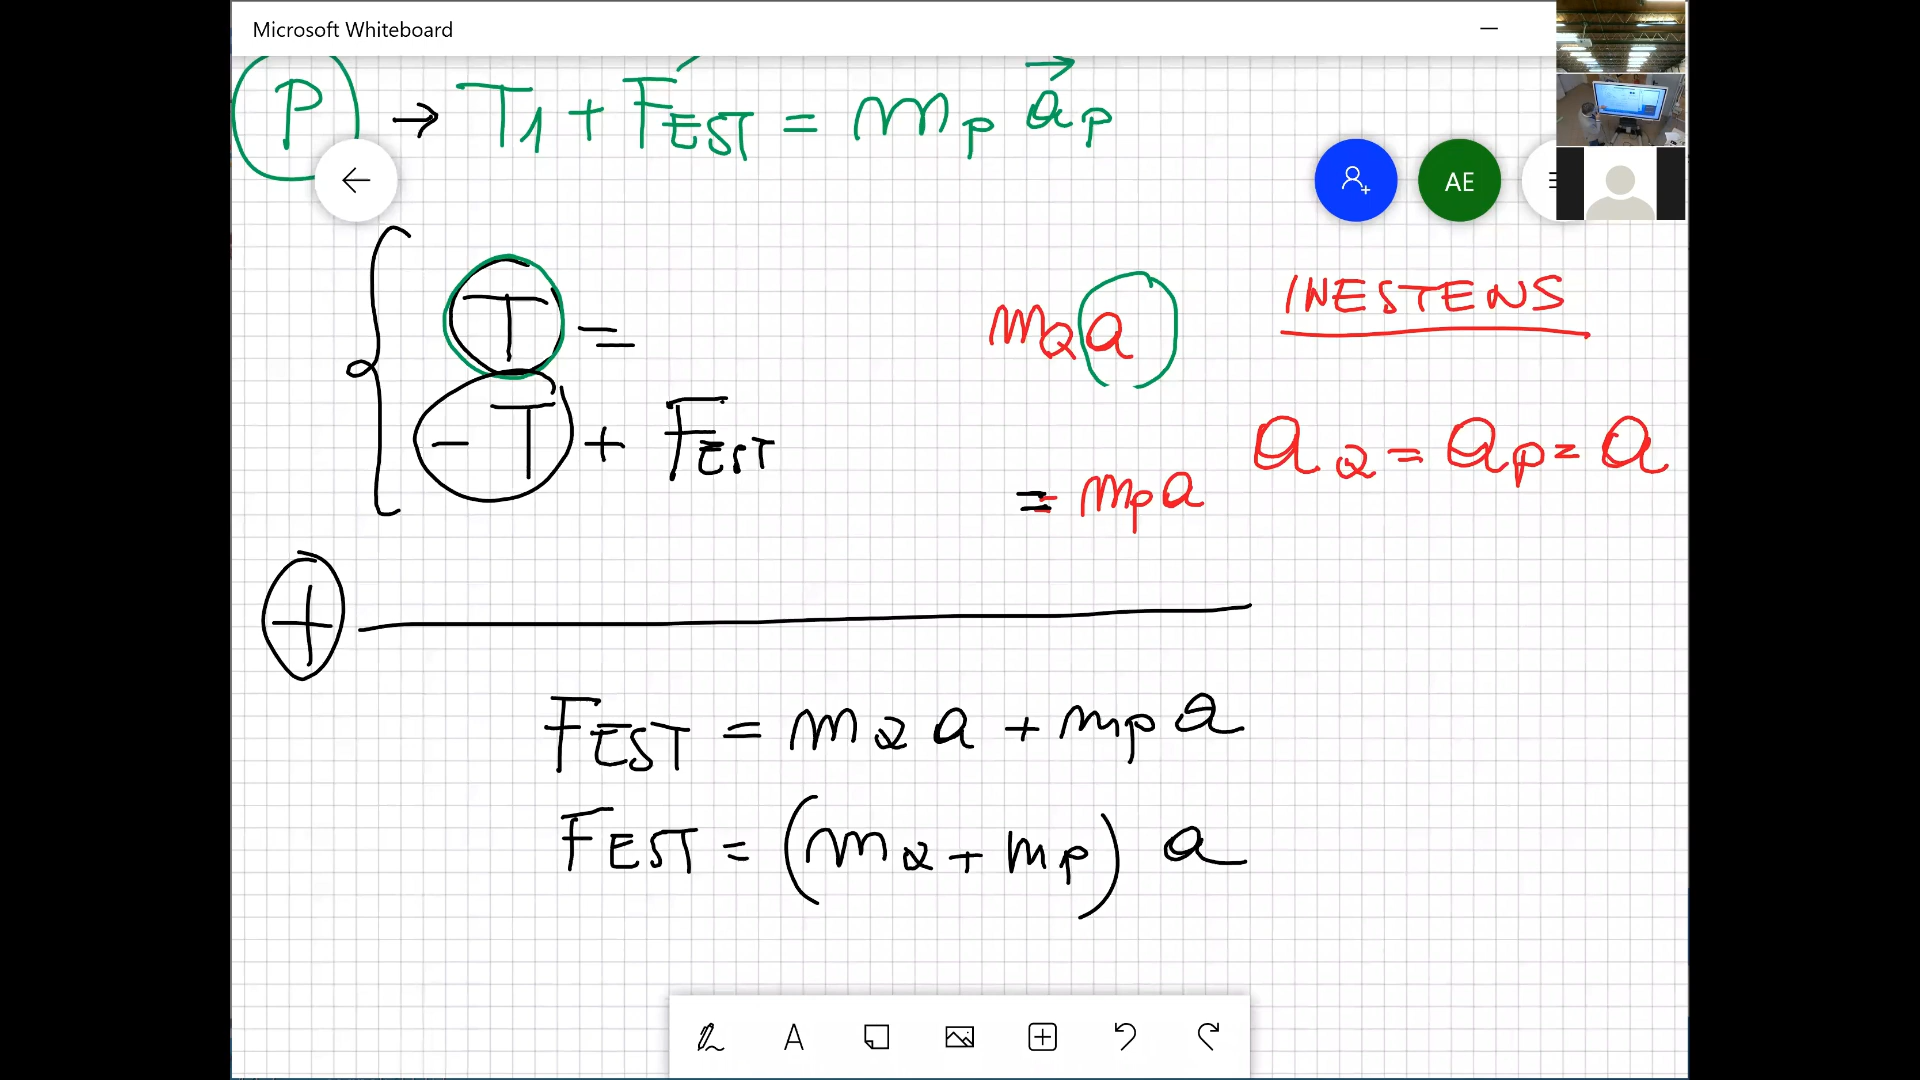 Microsoft Whiteboard
P → T1 + FEST = mP aP
AE
T = mQ a
INESTENS
- T + FEST = mP a
aQ = aP = a
+
FEST = mQ a + mP a
FEST = (mQ + mP) a
A